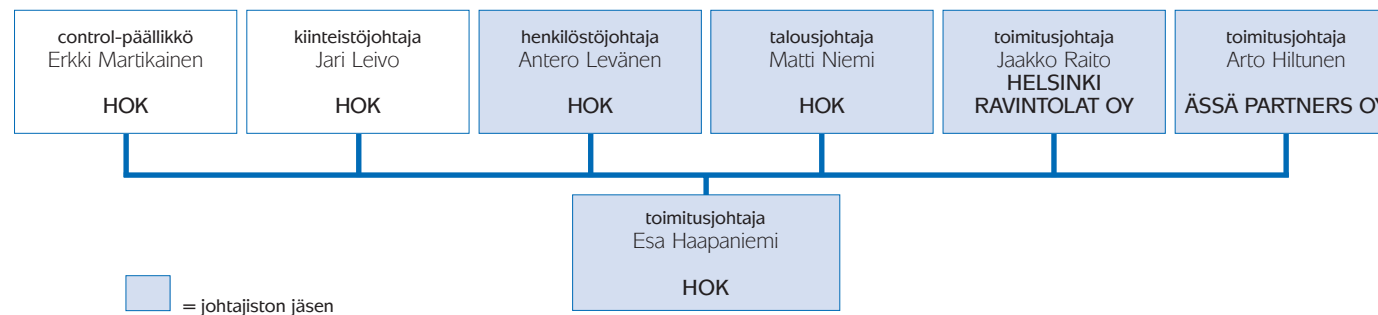 control-päällikkö
Erkki Martikainen
HOK
kiinteistöjohtaja
Jari Leivo
HOK
henkilöstöjohtaja
Antero Levänen
HOK
talousjohtaja
Matti Niemi
HOK
toimitusjohtaja
Jaakko Raito
HELSINKI
RAVINTOLAT OY
toimitusjohtaja
Arto Hiltunen
ÄSSÄ PARTNERS OY
toimitusjohtaja
Esa Haapaniemi
HOK
= johtajiston jäsen